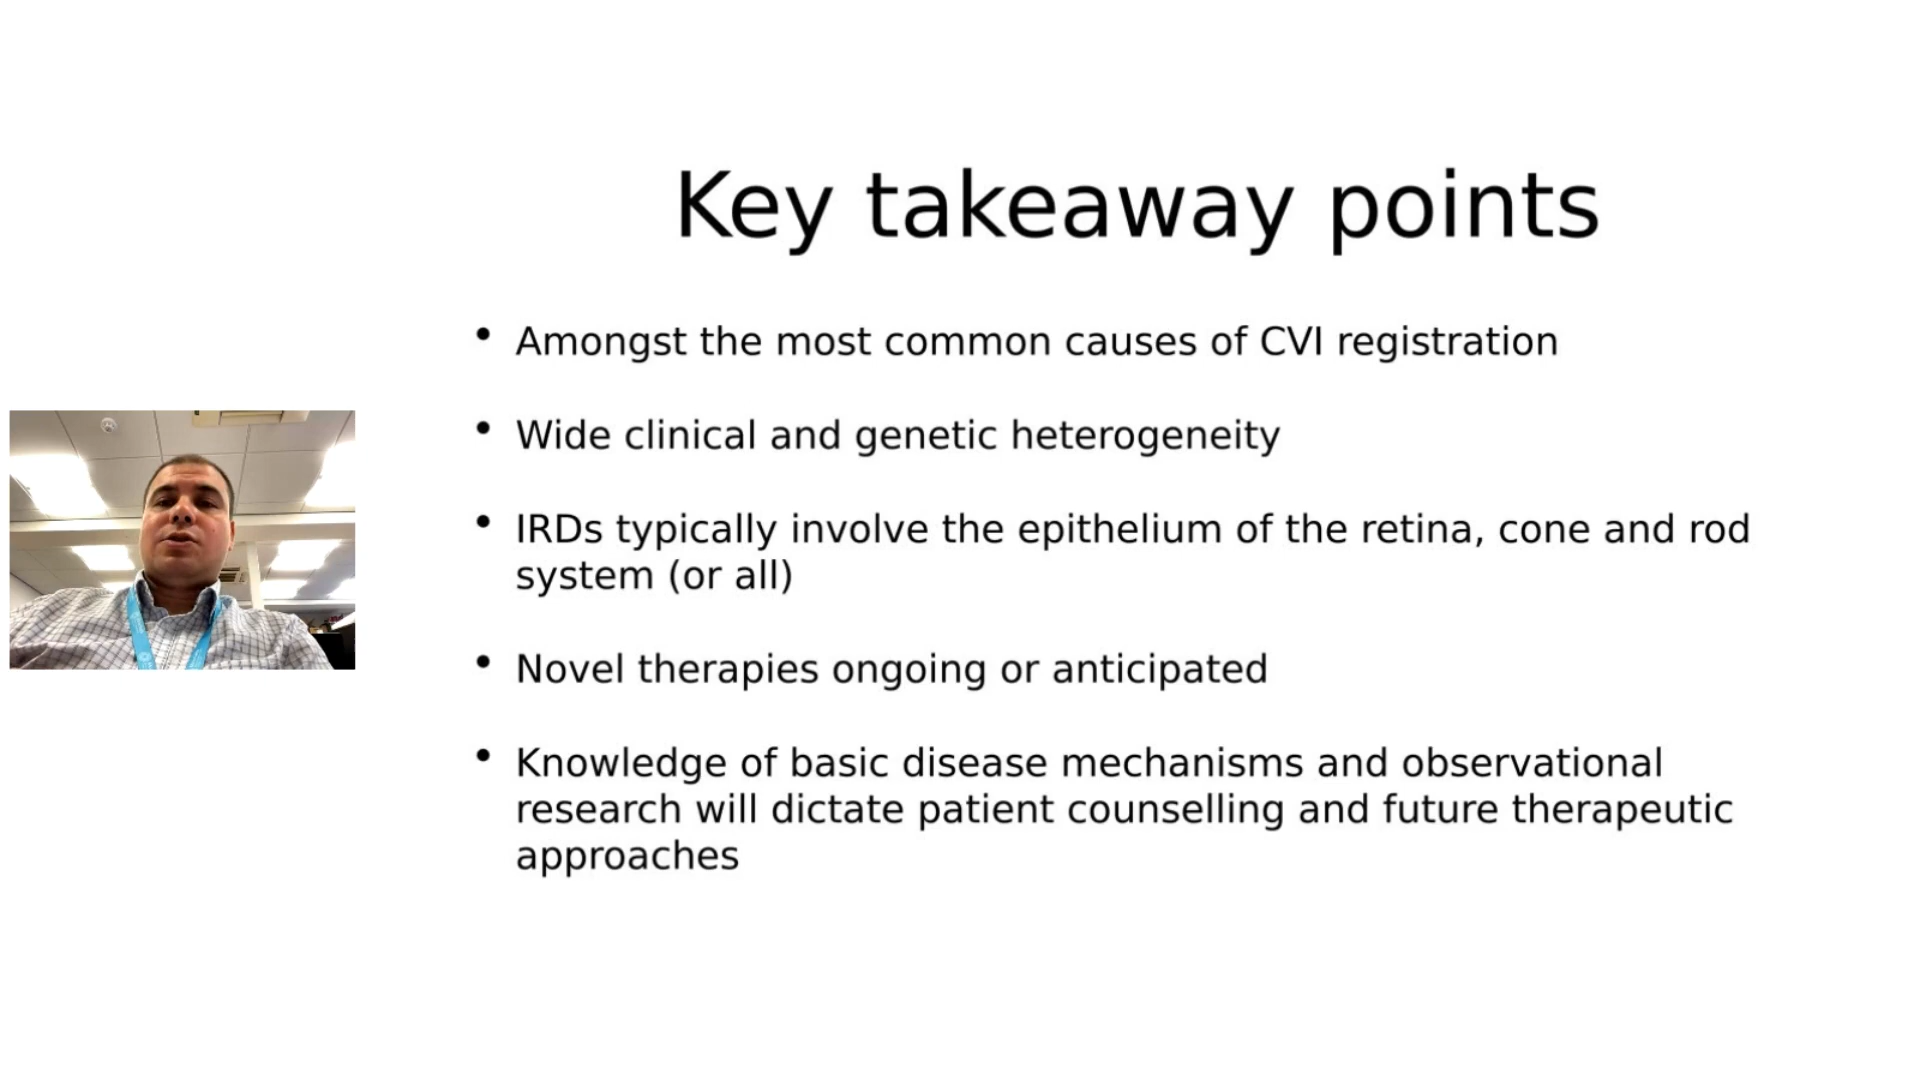 Key takeaway points
• Amongst the most common causes of CVI registration
• Wide clinical and genetic heterogeneity
• IRDs typically involve the epithelium of the retina, cone and rod
system (or all)
• Novel therapies ongoing or anticipated
• Knowledge of basic disease mechanisms and observational
research will dictate patient counselling and future therapeutic
approaches